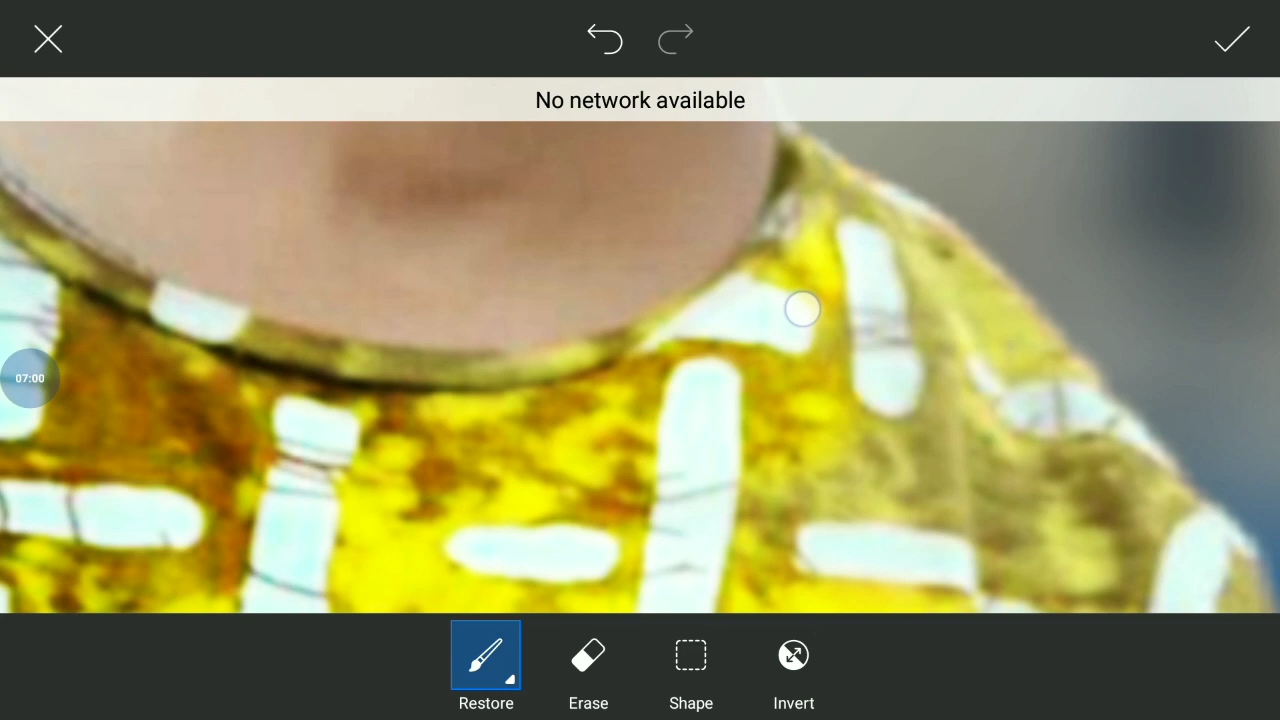 No network available
07:00
Restore
Erase
Shape
Invert